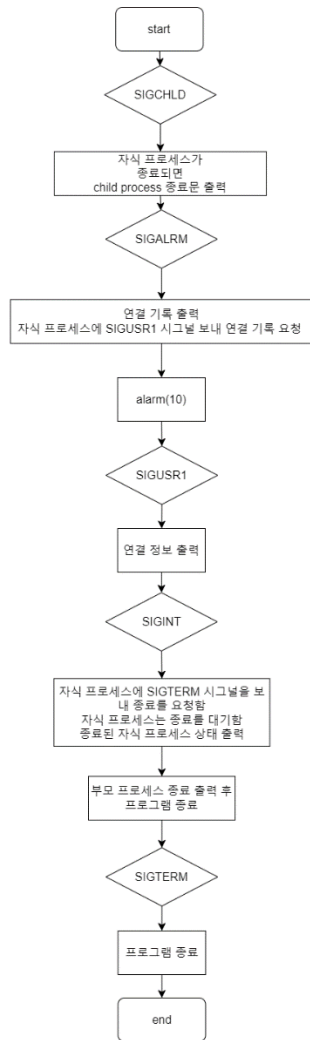 start
SIGCHLD
자식 프로세스가
종료되면
child process 종료문 출력
SIGALRM
연결 기록 출력
자식 프로세스에 SIGUSR1 시그널 보내 연결 기록 요청
alarm(10)
SIGUSR1
연결 정보 출력
SIGINT
자식 프로세스에 SIGTERM 시그널을 보
내 종료를 요청함
자식 프로세스는 종료를 대기함
종료된 자식 프로세스 상태 출력
부모 프로세스 종료 출력 후
프로그램 종료
SIGTERM
프로그램 종료
end